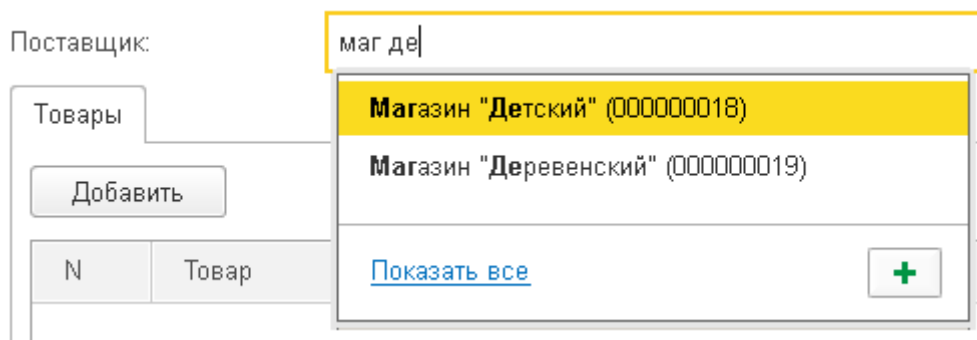 Поставщик: маг де
Товары
Магазин "Детский" (000000018)
Магазин "Деревенский" (000000019)
Добавить
N Товар
Показать все